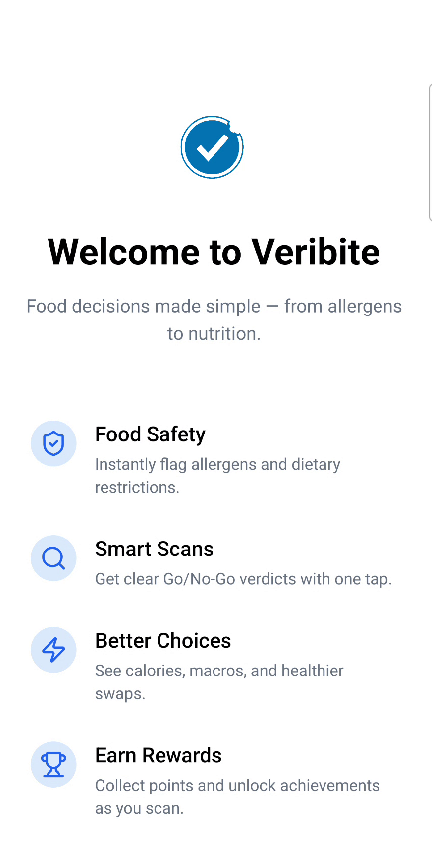 Welcome to Veribite
Food decisions made simple — from allergens
to nutrition.
Food Safety
Instantly flag allergens and dietary
restrictions.
Smart Scans
Get clear Go/No-Go verdicts with one tap.
Better Choices
See calories, macros, and healthier
swaps.
Earn Rewards
Collect points and unlock achievements
as you scan.